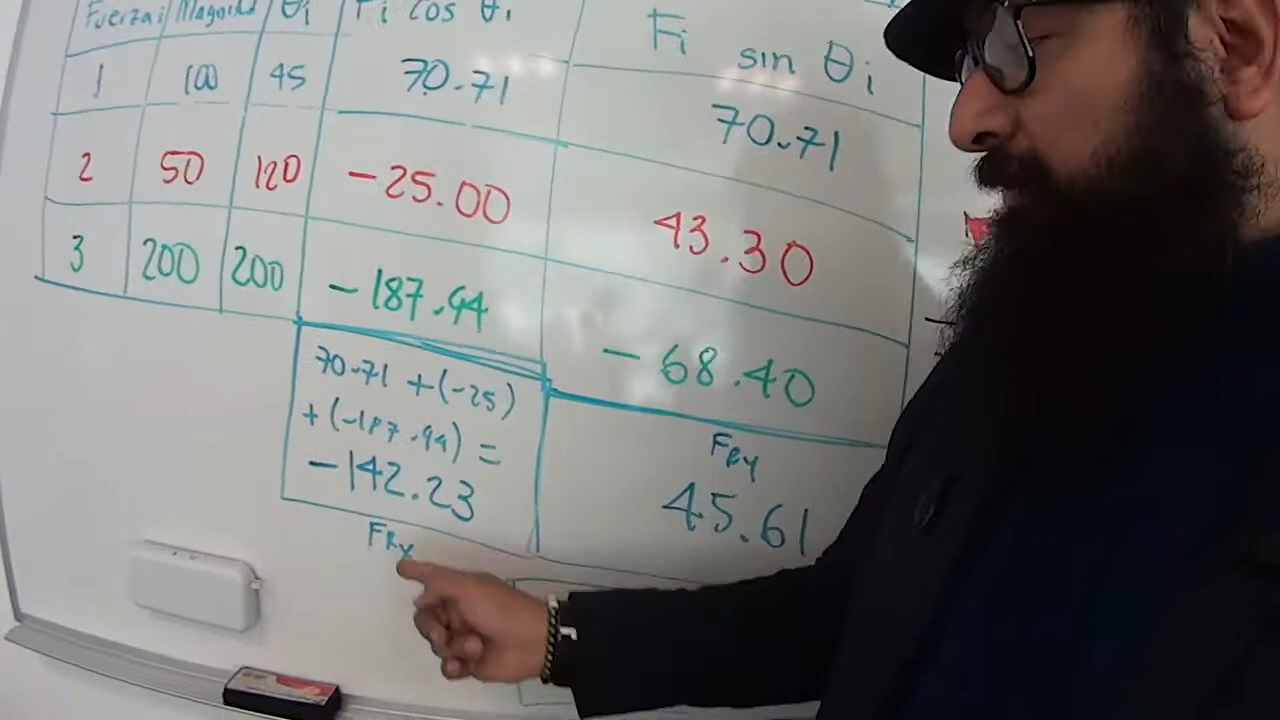 Fuerza i Magnitud θi Fi cos θi Fi sin θi
1 100 45 70.71 70.71
2 50 120 -25.00 43.30
3 200 200 -187.94 -68.40
70.71 + (-25)
+ (-187.94) =
-142.23
FRx
FRy
45.61